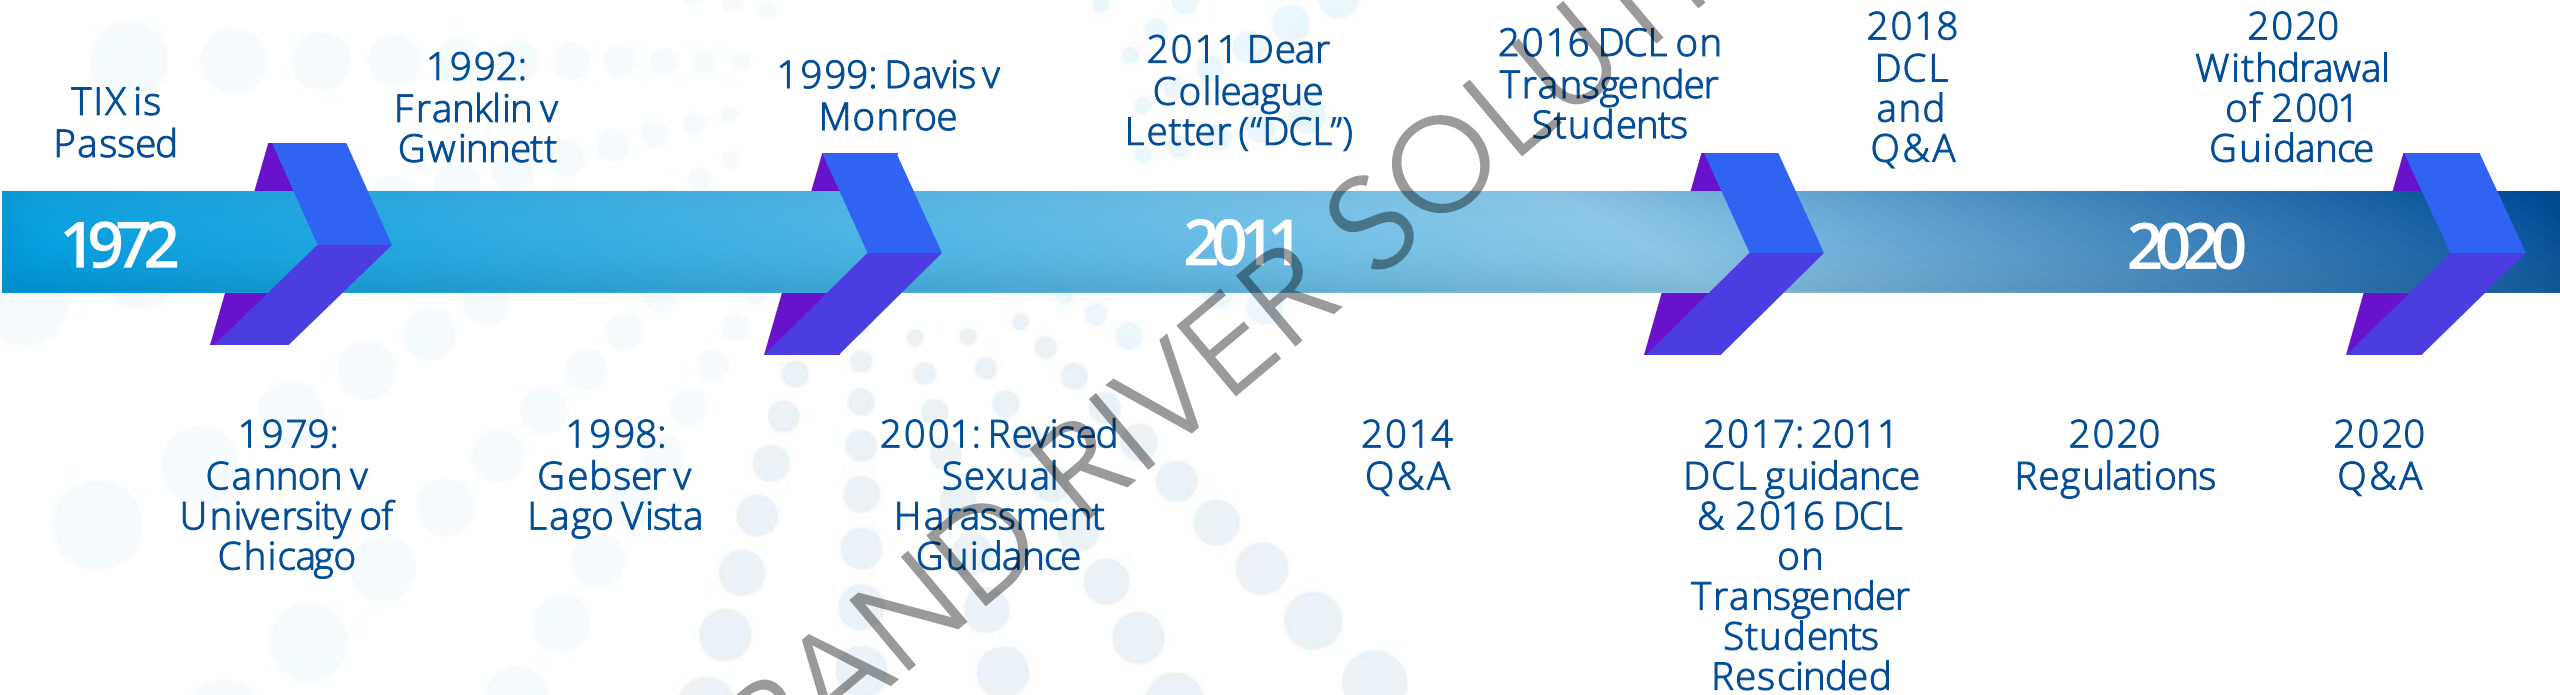 TIX is
Passed
1992:
Franklin v
Gwinnett
1999: Davis v
Monroe
2011 Dear
Colleague
Letter (“DCL”)
2016 DCL on
Transgender
Students
2018
DCL
and
Q&A
2020
Withdrawal
of 2001
Guidance
1972
2011
2020
1979:
Cannon v
University of
Chicago
1998:
Gebser v
Lago Vista
2001: Revised
Sexual
Harassment
Guidance
2014
Q&A
2017: 2011
DCL guidance
& 2016 DCL
on
Transgender
Students
Rescinded
2020
Regulations
2020
Q&A
RIVER